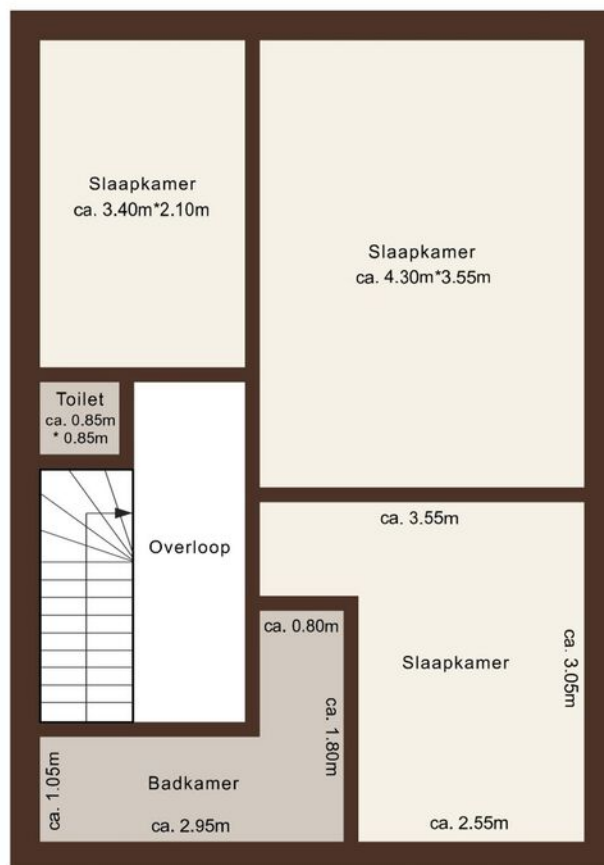 Slaapkamer
ca. 3.40m*2.10m
Slaapkamer
ca. 4.30m*3.55m
Toilet
ca. 0.85m
* 0.85m
Overloop
ca. 3.55m
ca. 0.80m
Slaapkamer
ca. 3.05m
ca. 1.80m
ca. 1.05m
Badkamer
ca. 2.95m
ca. 2.55m